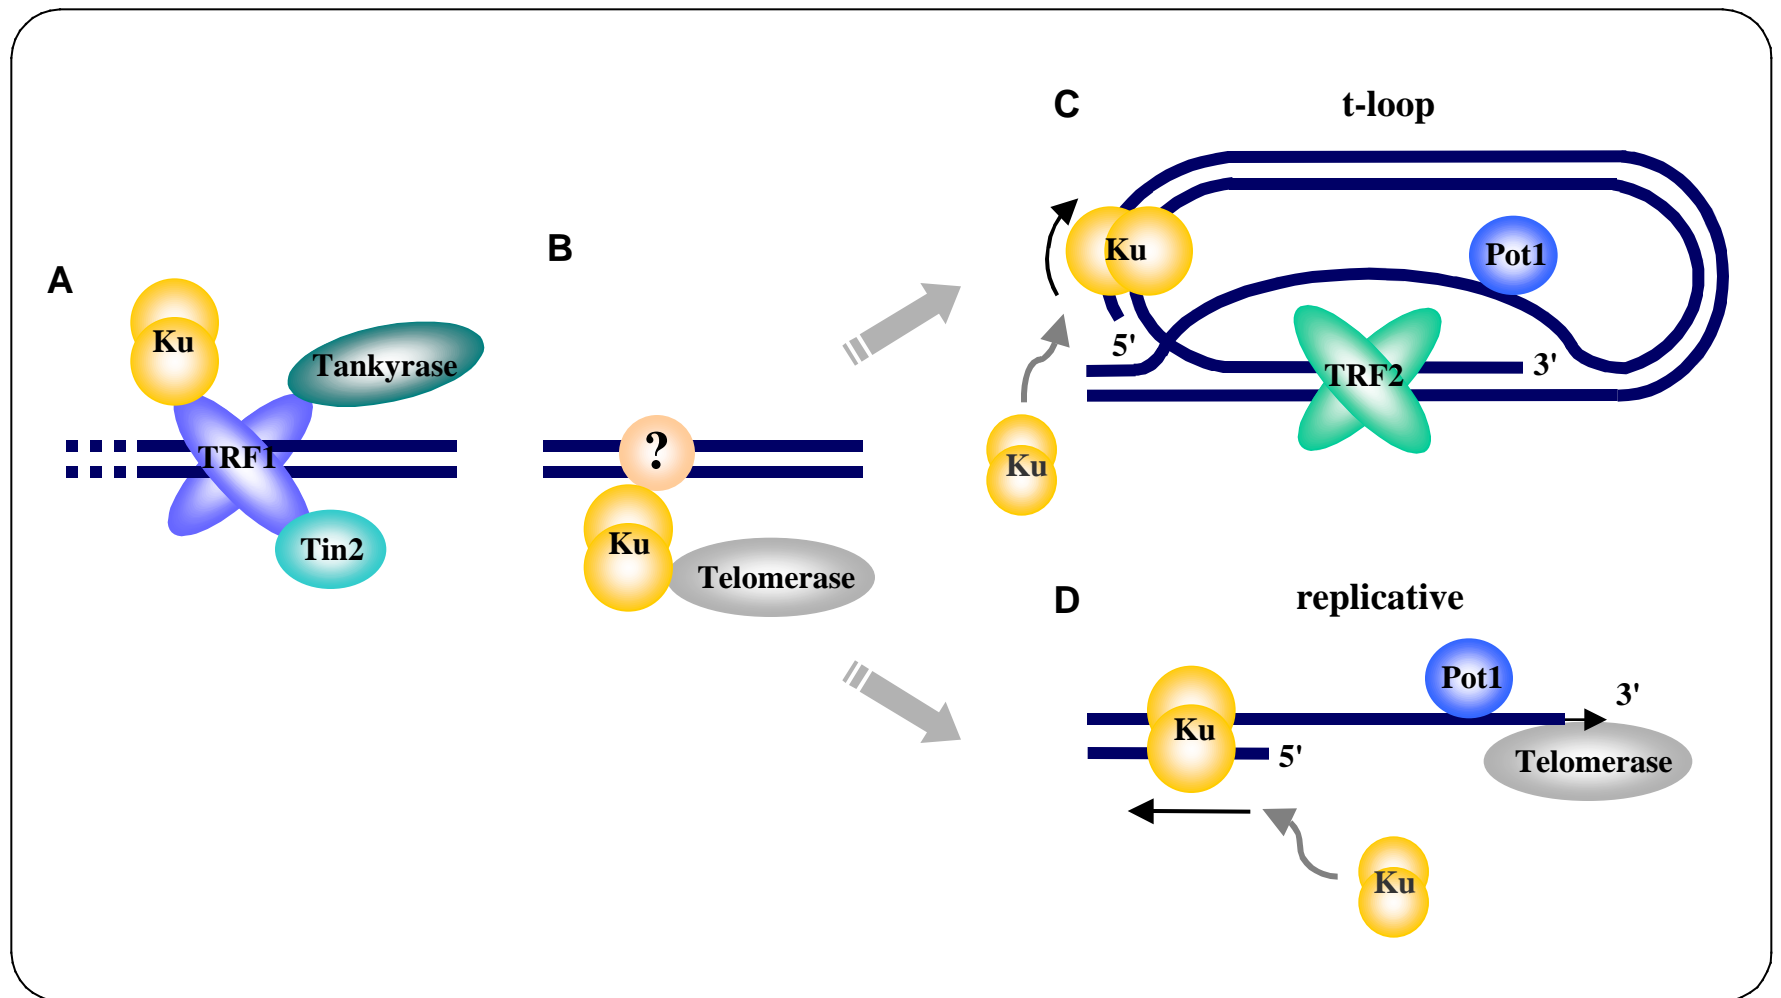 A
Ku
Tankyrase
TRF1
Tin2
B
?
Ku
Telomerase
C
t-loop
Ku
Pot1
5'
TRF2
3'
Ku
D
replicative
Pot1
3'
Ku
5'
Telomerase
Ku